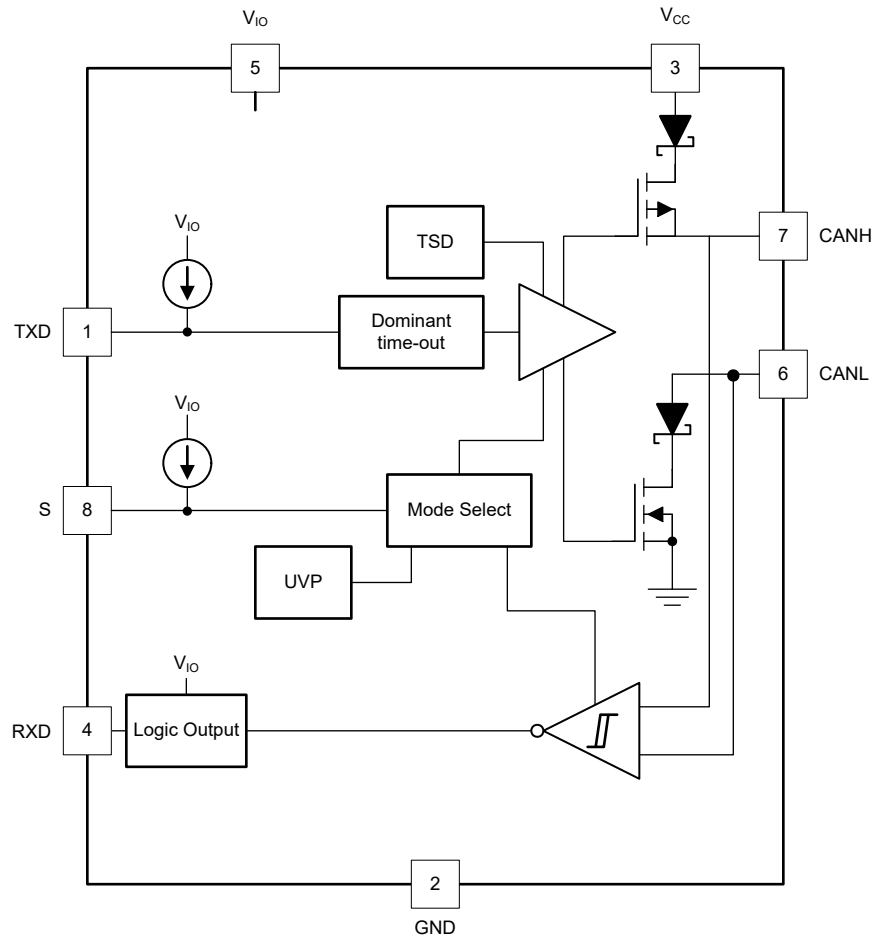 VIO
VCC
5
3
VIO
TSD
7
CANH
TXD
1
Dominant
time-out
VIO
6
CANL
S
8
Mode Select
UVP
VIO
RXD
4
Logic Output
2
GND